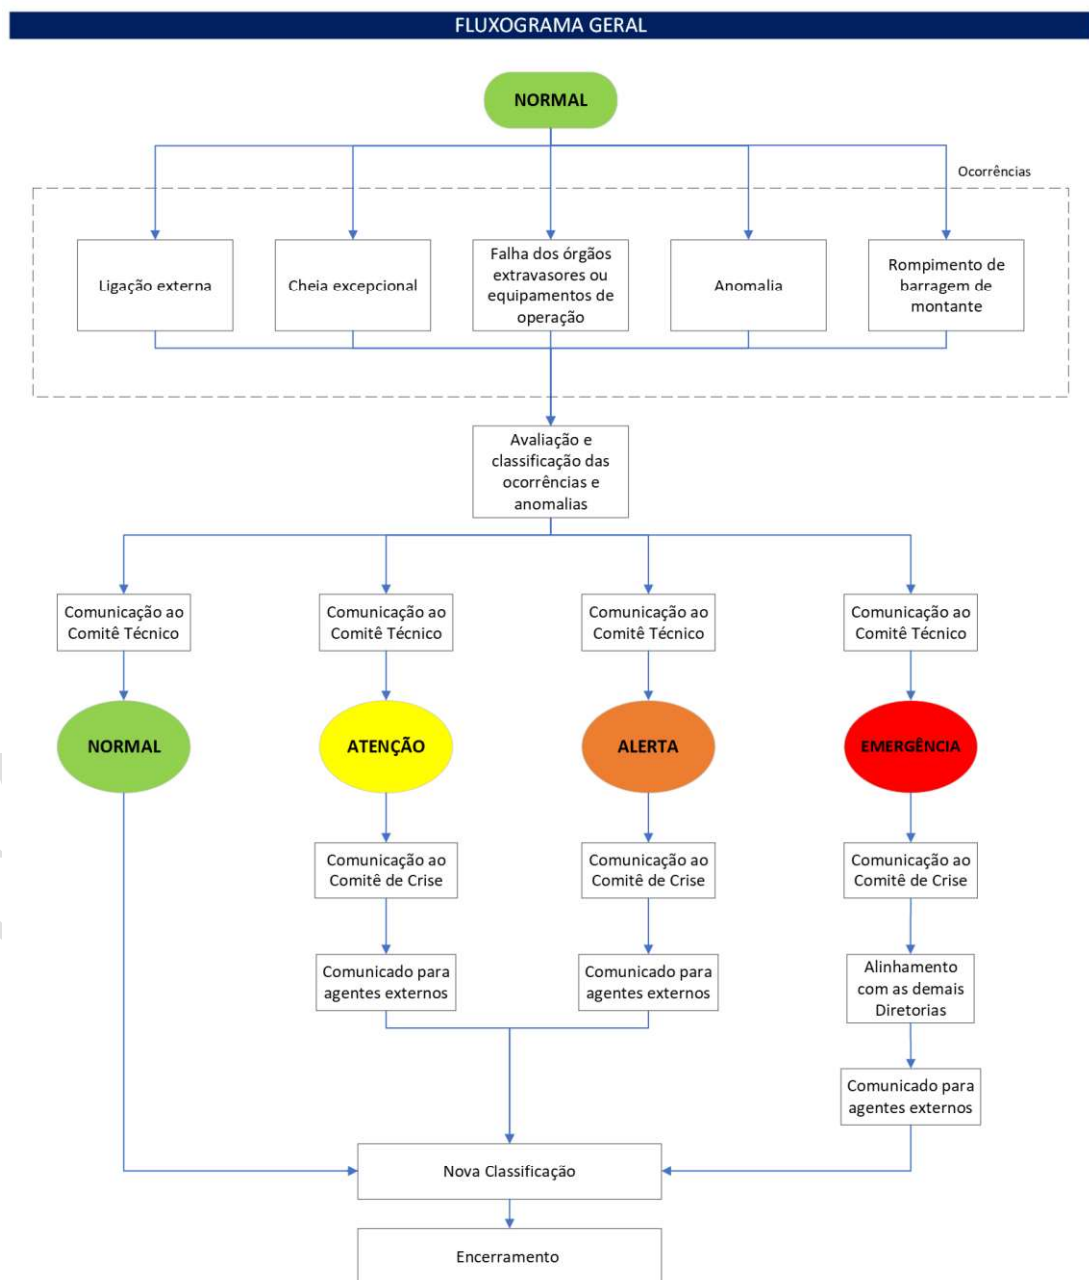 FLUXOGRAMA GERAL
NORMAL
Ocorrências
Ligação externa
Cheia excepcional
Falha dos órgãos
extravasores ou
equipamentos de
operação
Anomalia
Rompimento de
barragem de
montante
Avaliação e
classificação das
ocorrências e
anomalias
Comunicação ao
Comitê Técnico
Comunicação ao
Comitê Técnico
Comunicação ao
Comitê Técnico
Comunicação ao
Comitê Técnico
NORMAL
ATENÇÃO
ALERTA
EMERGÊNCIA
Comunicação ao
Comitê de Crise
Comunicação ao
Comitê de Crise
Comunicação ao
Comitê de Crise
Comunicado para
agentes externos
Comunicado para
agentes externos
Alinhamento
com as demais
Diretorias
Comunicado para
agentes externos
Nova Classificação
Encerramento